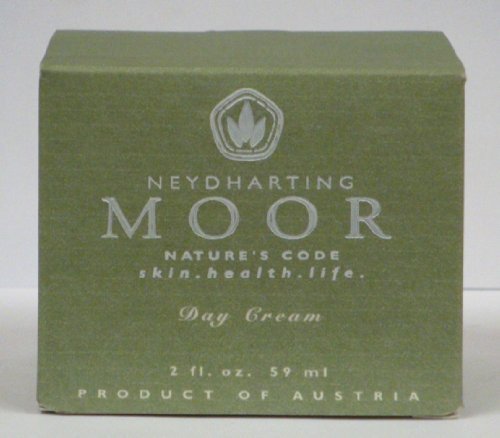 NEYDHARTING
MOOR
NATURE'S CODE
skin.health.life.
Day Cream
2 fl. oz. 59 ml
PRODUCT OF AUSTRIA